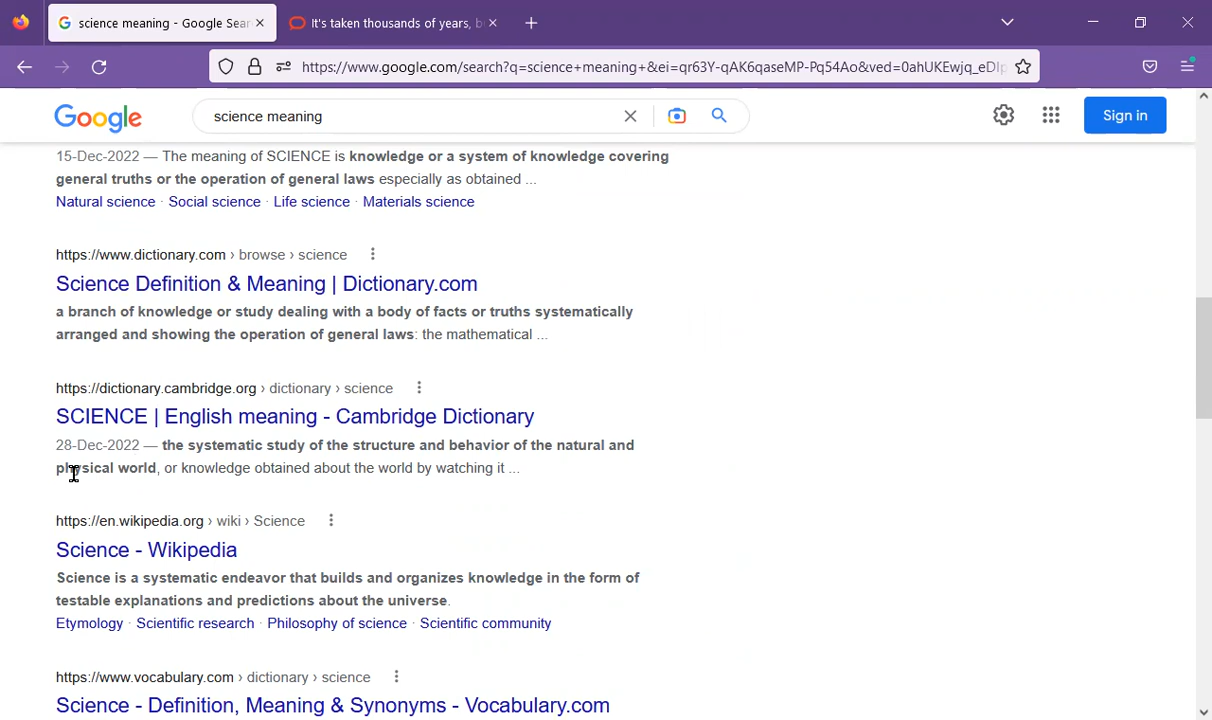 science meaning - Google Sear
It's taken thousands of years, b
https://www.google.com/search?q=science+meaning+&ei=qr63Y-qAK6qaseMP-Pq54Ao&ved=0ahUKEwjq_eDIp
Google
science meaning
Sign in
15-Dec-2022 — The meaning of SCIENCE is knowledge or a system of knowledge covering
general truths or the operation of general laws especially as obtained ...
Natural science · Social science · Life science · Materials science
https://www.dictionary.com › browse › science
Science Definition & Meaning | Dictionary.com
a branch of knowledge or study dealing with a body of facts or truths systematically
arranged and showing the operation of general laws: the mathematical ...
https://dictionary.cambridge.org › dictionary › science
SCIENCE | English meaning - Cambridge Dictionary
28-Dec-2022 — the systematic study of the structure and behavior of the natural and
physical world, or knowledge obtained about the world by watching it ...
https://en.wikipedia.org › wiki › Science
Science - Wikipedia
Science is a systematic endeavor that builds and organizes knowledge in the form of
testable explanations and predictions about the universe.
Etymology · Scientific research · Philosophy of science · Scientific community
https://www.vocabulary.com › dictionary › science
Science - Definition, Meaning & Synonyms - Vocabulary.com